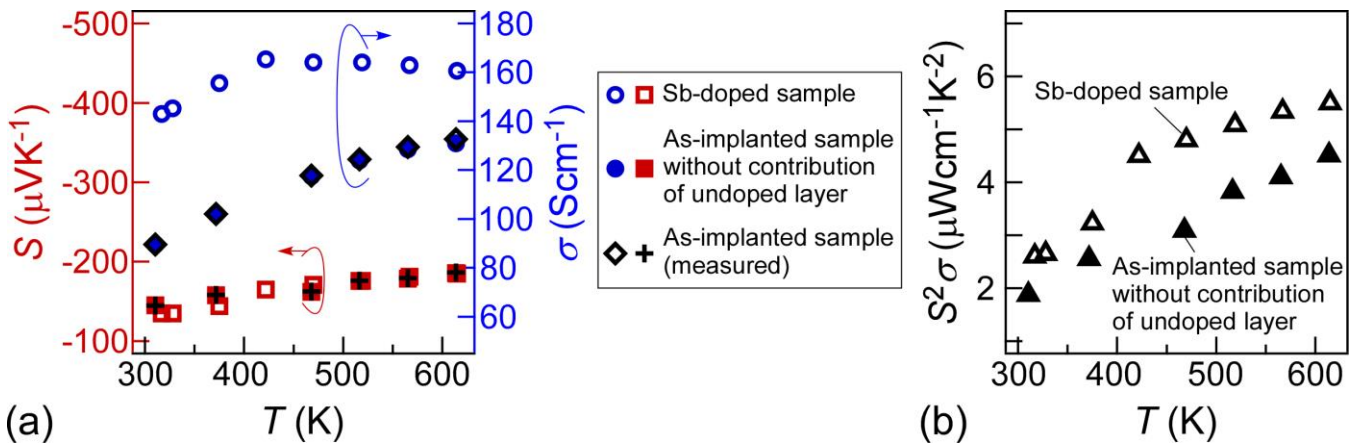 -500
-400
-300
-200
-100
S (μVK⁻¹)
180
160
140
120
100
80
60
σ (Scm⁻¹)
300 400 500 600
T (K)
(a)
Sb-doped sample
As-implanted sample
without contribution
of undoped layer
As-implanted sample
(measured)
6
4
2
S² σ (μWcm⁻¹K⁻²)
Sb-doped sample
As-implanted sample
without contribution
of undoped layer
300 400 500 600
T (K)
(b)